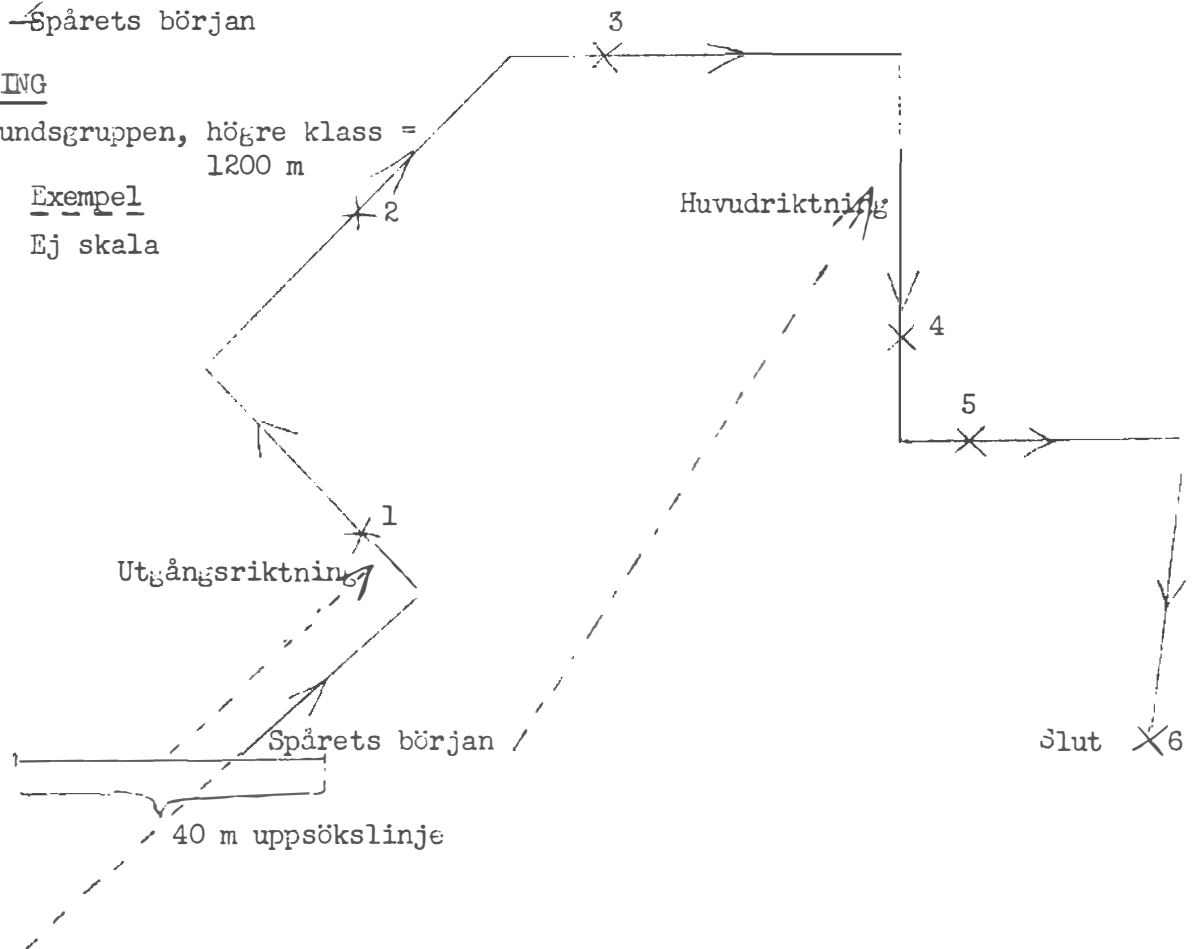 Spårets början
3
ING
undsgruppen, högre klass =
1200 m
Exempel
Ej skala
2
Huvudriktning
4
5
1
Utgångsriktning
Spårets början
Slut
6
40 m uppsökslinje